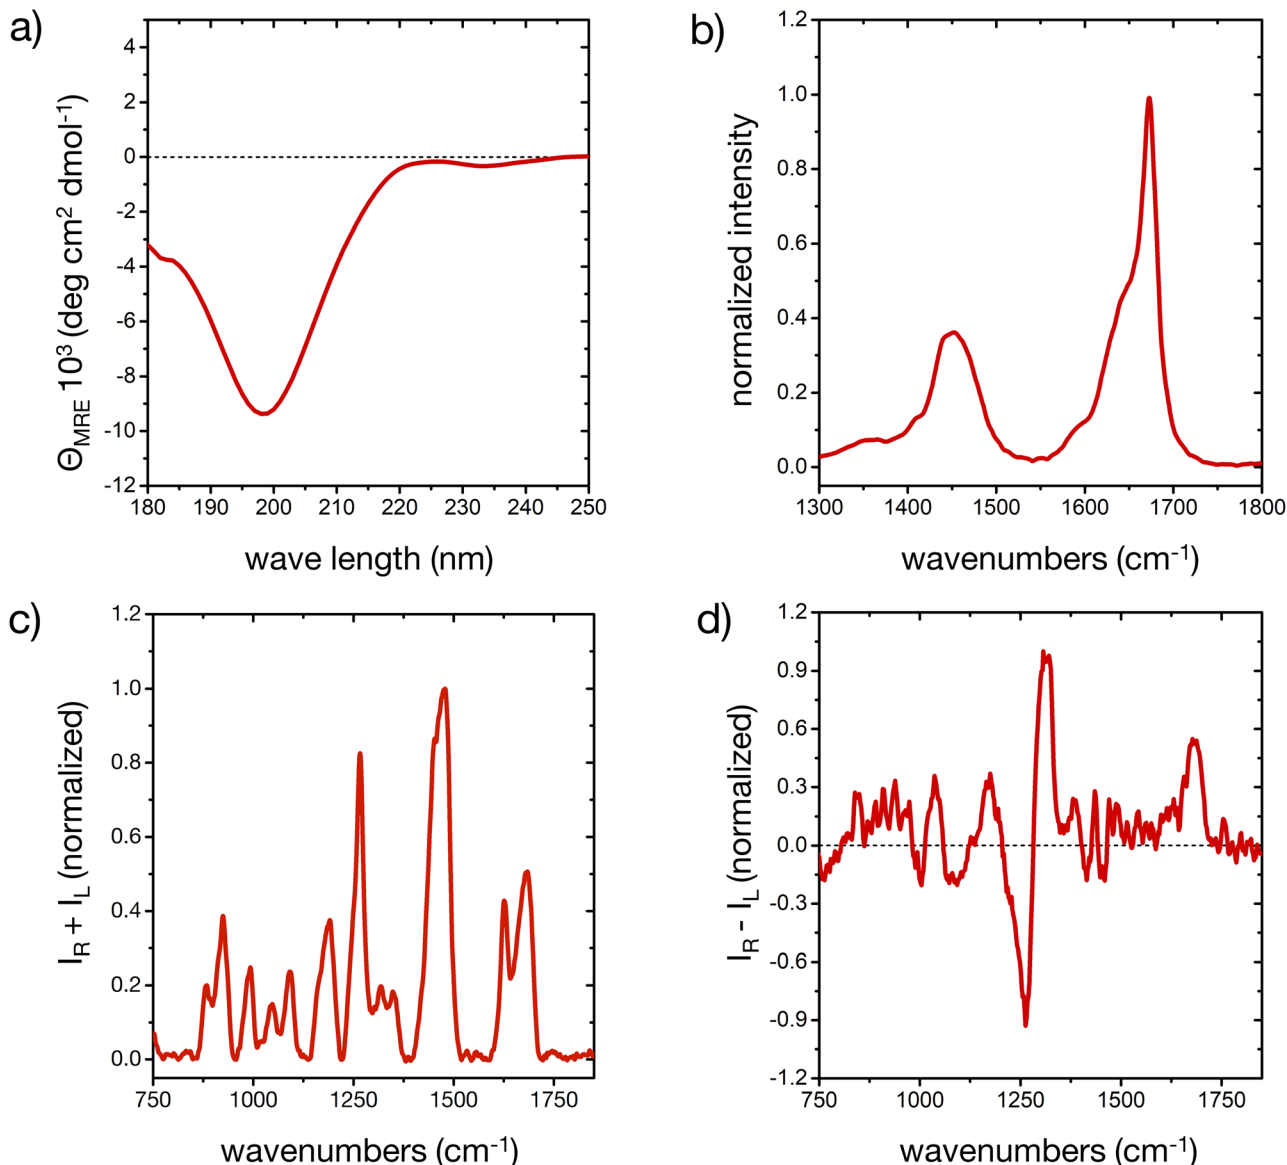 a)
4
2
0
-2
-4
-6
-8
-10
-12
180 190 200 210 220 230 240 250
Θ_MRE 10³ (deg cm² dmol⁻¹)
wave length (nm)
b)
1.2
1.0
0.8
0.6
0.4
0.2
0.0
1300 1400 1500 1600 1700 1800
normalized intensity
wavenumbers (cm⁻¹)
c)
1.2
1.0
0.8
0.6
0.4
0.2
0.0
750 1000 1250 1500 1750
I_R + I_L (normalized)
wavenumbers (cm⁻¹)
d)
1.2
0.9
0.6
0.3
0.0
-0.3
-0.6
-0.9
-1.2
750 1000 1250 1500 1750
I_R - I_L (normalized)
wavenumbers (cm⁻¹)